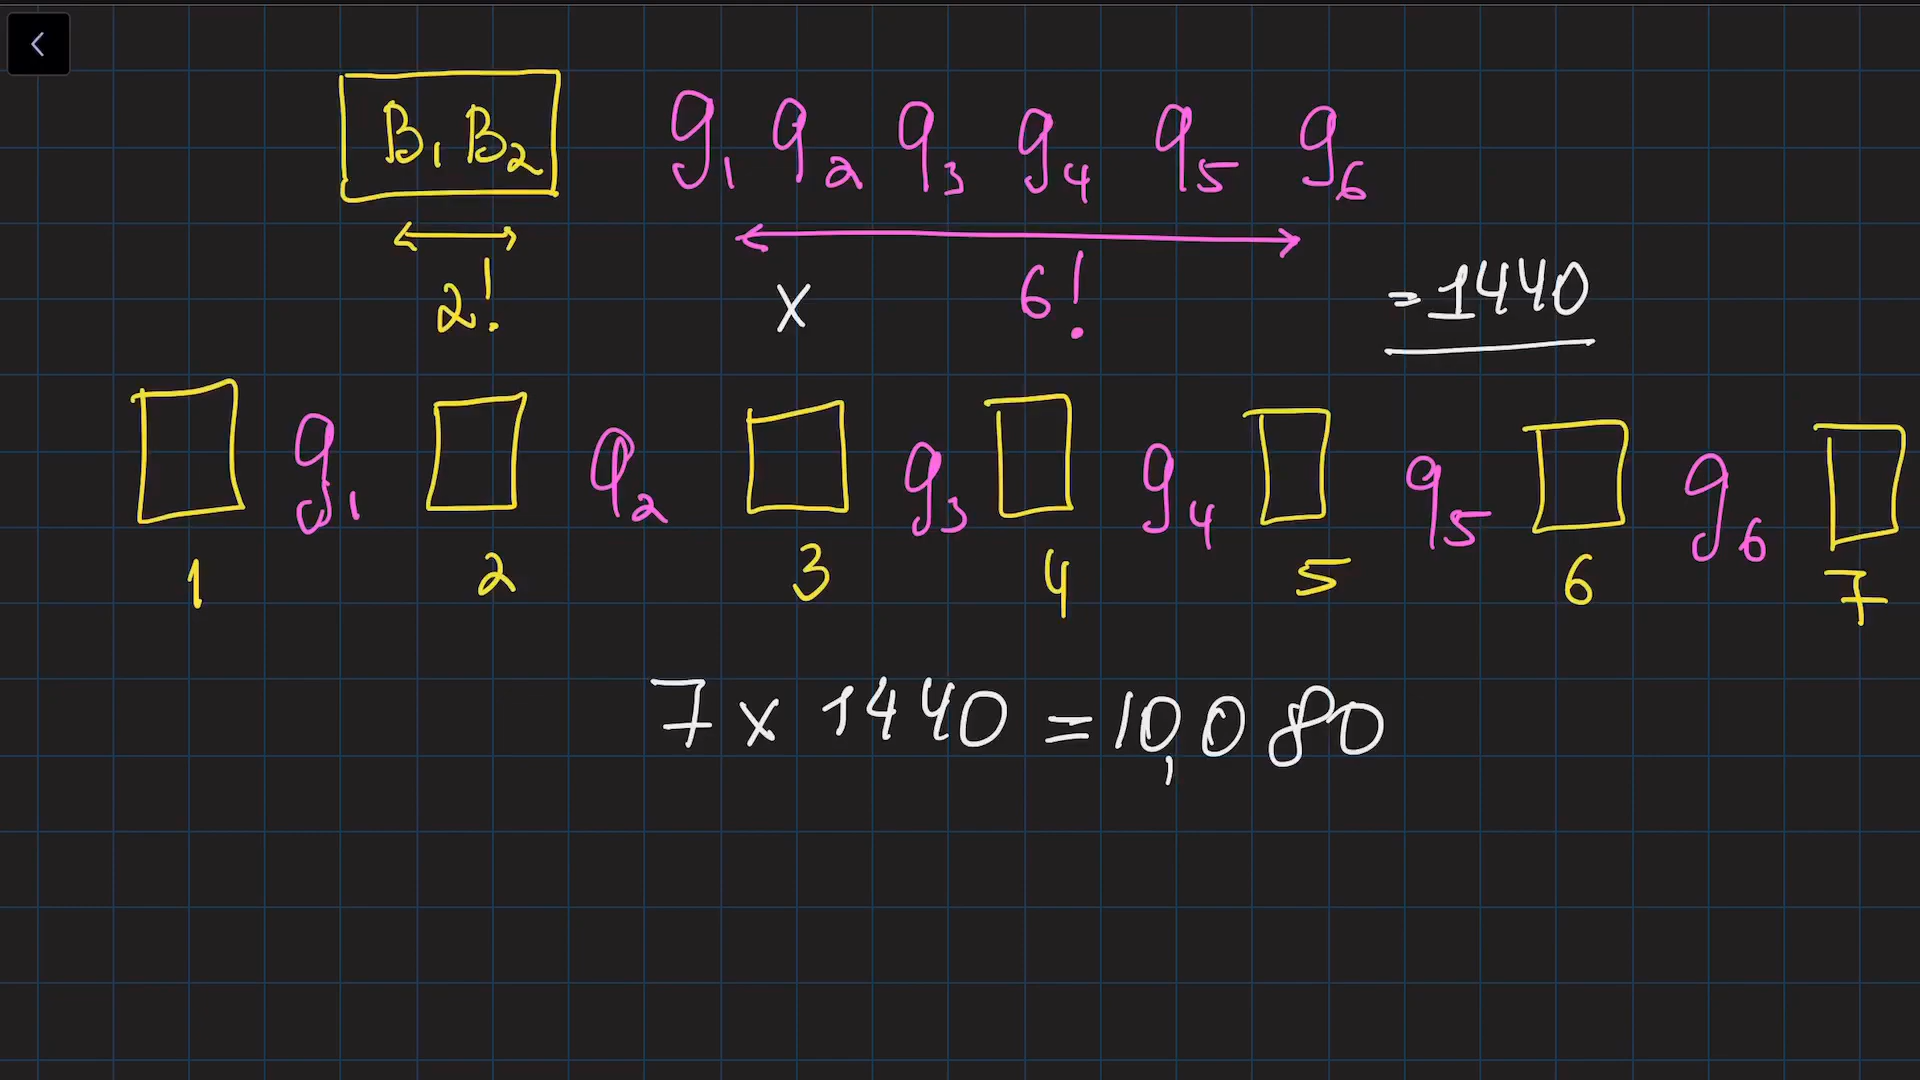 B₁ B₂ g₁ g₂ g₃ g₄ g₅ g₆
2! x 6! = 1440
g₁ g₂ g₃ g₄ g₅ g₆
1 2 3 4 5 6 7
7 x 1440 = 10,080